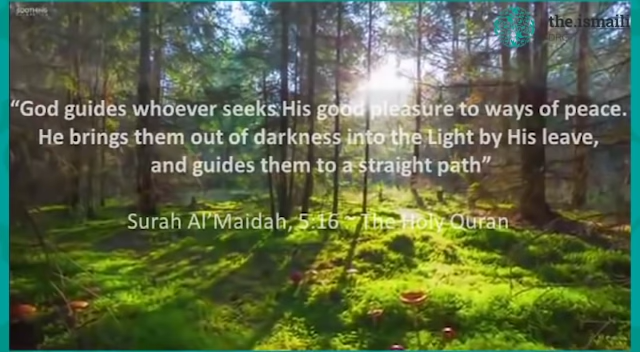 the.ismaili
“God guides whoever seeks His good pleasure to ways of peace.
He brings them out of darkness into the Light by His leave,
and guides them to a straight path”
Surah Al’Maidah, 5:16 ~ The Holy Quran